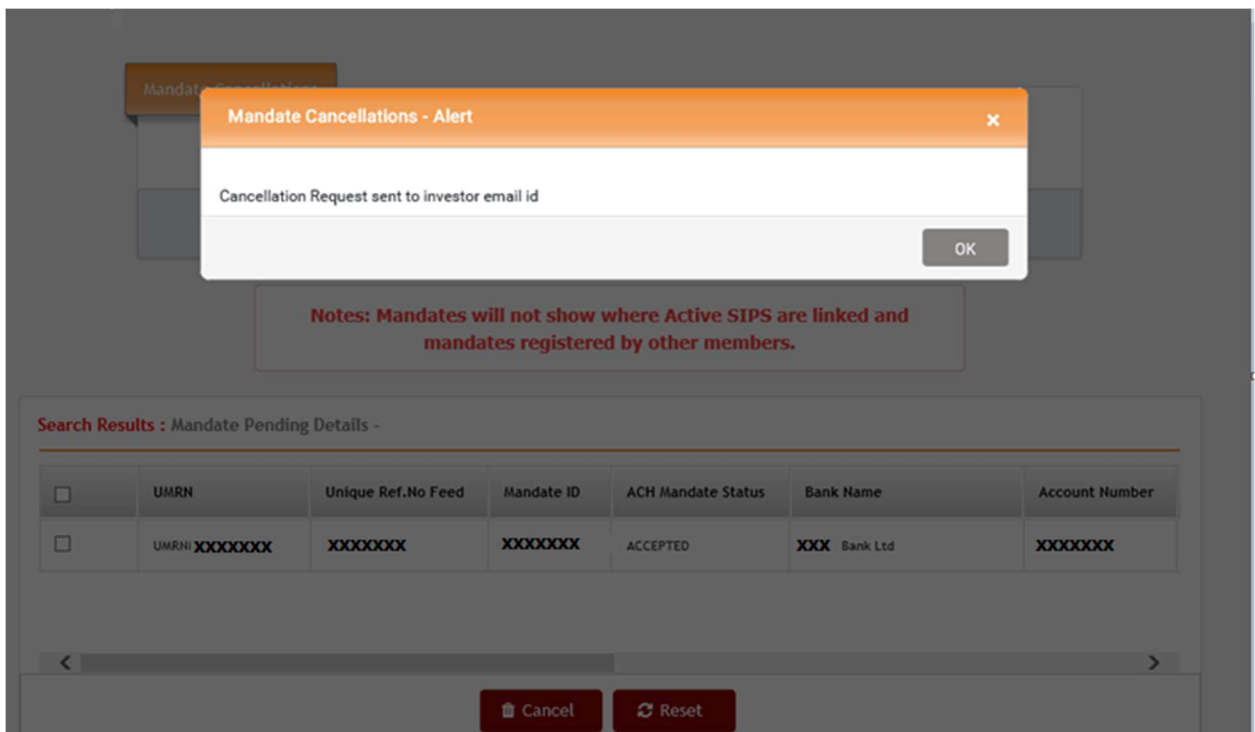 Mandate Cancellations
Mandate Cancellations - Alert
×
Cancellation Request sent to investor email id
OK
Notes: Mandates will not show where Active SIPS are linked and
mandates registered by other members.
Search Results : Mandate Pending Details -
UMRN Unique Ref.No Feed Mandate ID ACH Mandate Status Bank Name Account Number
UMRN XXXXXXX XXXXXXX XXXXXXX ACCEPTED XXX Bank Ltd XXXXXXX
Cancel Reset